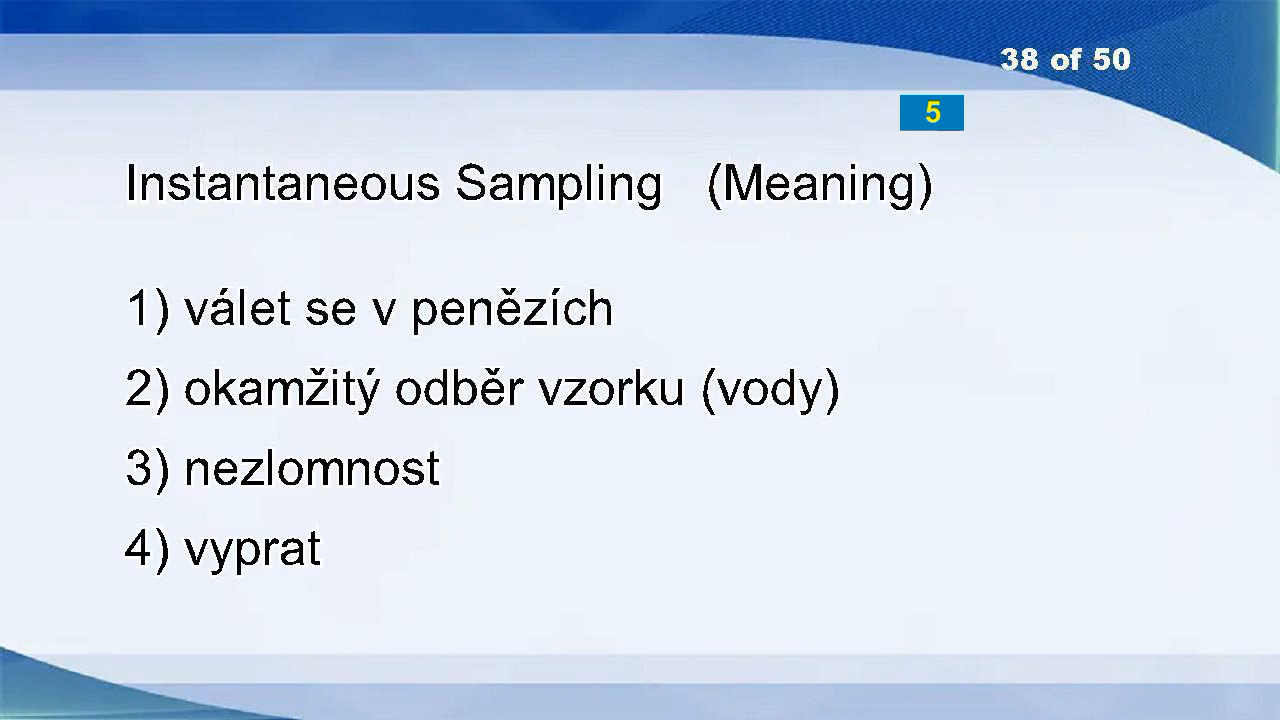 38 of 50
5
Instantaneous Sampling (Meaning)
1) válet se v penězích
2) okamžitý odběr vzorku (vody)
3) nezlomnost
4) vyprat